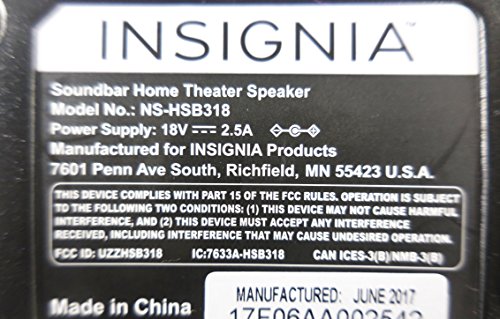 INSIGNIA™
Soundbar Home Theater Speaker
Model No.: NS-HSB318
Power Supply: 18V ⎓ 2.5A
Manufactured for INSIGNIA Products
7601 Penn Ave South, Richfield, MN 55423 U.S.A.
THIS DEVICE COMPLIES WITH PART 15 OF THE FCC RULES. OPERATION IS SUBJECT
TO THE FOLLOWING TWO CONDITIONS: (1) THIS DEVICE MAY NOT CAUSE HARMFUL
INTERFERENCE, AND (2) THIS DEVICE MUST ACCEPT ANY INTERFERENCE
RECEIVED, INCLUDING INTERFERENCE THAT MAY CAUSE UNDESIRED OPERATION.
FCC ID: UZZHSB318 IC:7633A-HSB318 CAN ICES-3(B)/NMB-3(B)
Made in China
MANUFACTURED: JUNE 2017
17F06AA002542